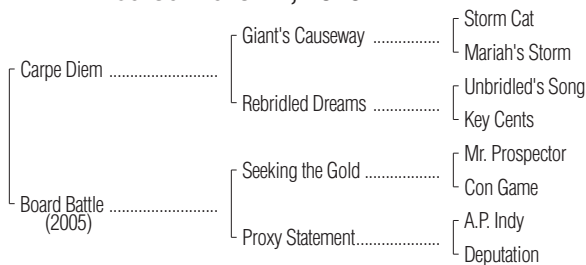 Storm Cat
Giant's Causeway ................
Mariah's Storm
Carpe Diem ..........................
Unbridled's Song
Rebridled Dreams ................
Key Cents
Mr. Prospector
Seeking the Gold ..................
Con Game
Board Battle ..........................
(2005)
A.P. Indy
Proxy Statement....................
Deputation